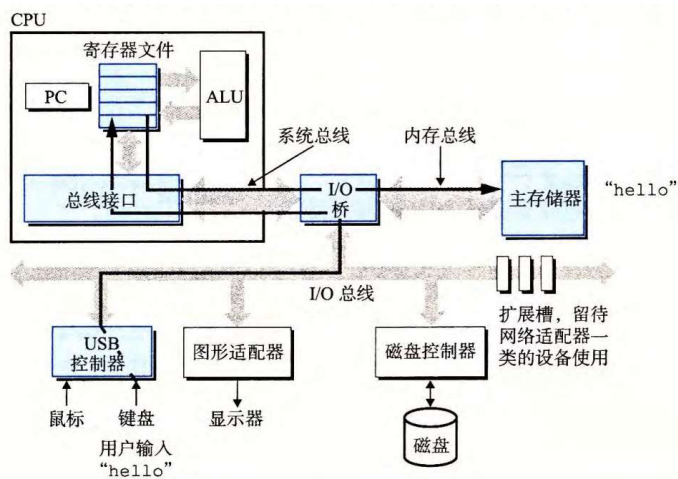 CPU
寄存器文件
PC
ALU
系统总线
内存总线
总线接口
I/O
桥
主存储器
“hello”
I/O 总线
扩展槽，留待
网络适配器一
类的设备使用
USB
控制器
图形适配器
磁盘控制器
鼠标
键盘
显示器
磁盘
用户输入
“hello”